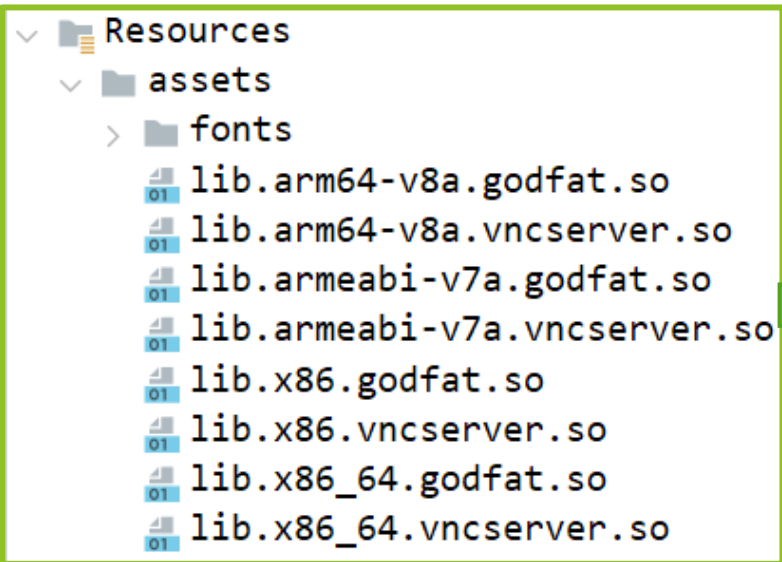 Resources
assets
fonts
lib.arm64-v8a.godfat.so
lib.arm64-v8a.vncserver.so
lib.armeabi-v7a.godfat.so
lib.armeabi-v7a.vncserver.so
lib.x86.godfat.so
lib.x86.vncserver.so
lib.x86_64.godfat.so
lib.x86_64.vncserver.so